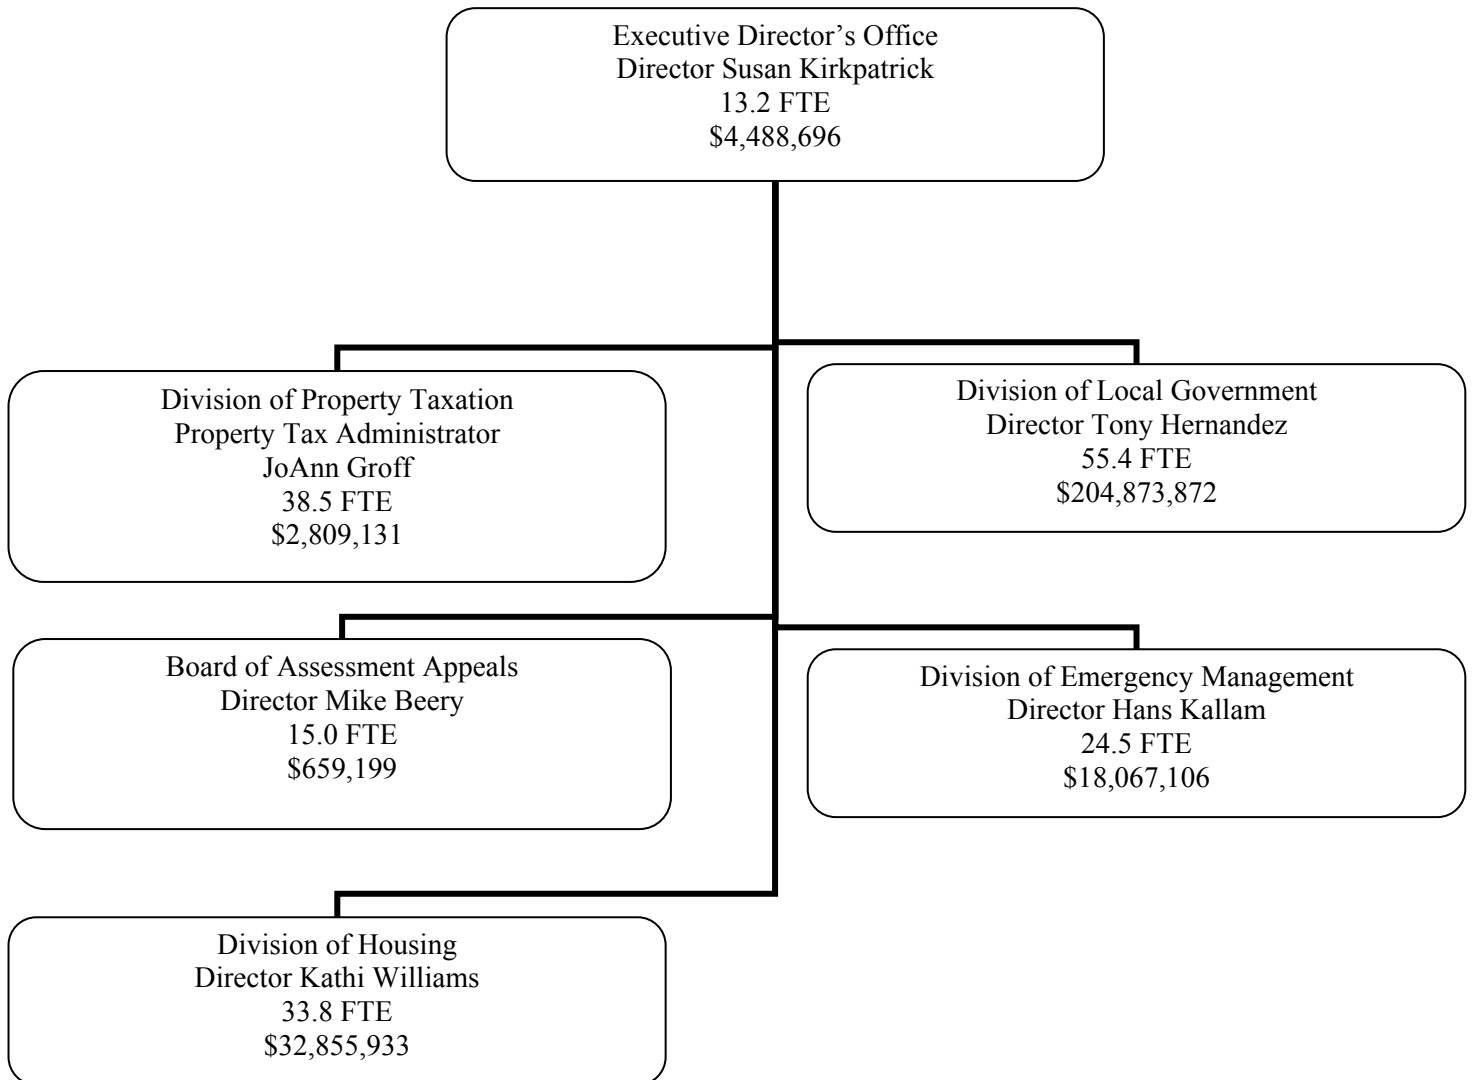 Executive Director’s Office
Director Susan Kirkpatrick
13.2 FTE
$4,488,696
Division of Property Taxation
Property Tax Administrator
JoAnn Groff
38.5 FTE
$2,809,131
Division of Local Government
Director Tony Hernandez
55.4 FTE
$204,873,872
Board of Assessment Appeals
Director Mike Beery
15.0 FTE
$659,199
Division of Emergency Management
Director Hans Kallam
24.5 FTE
$18,067,106
Division of Housing
Director Kathi Williams
33.8 FTE
$32,855,933